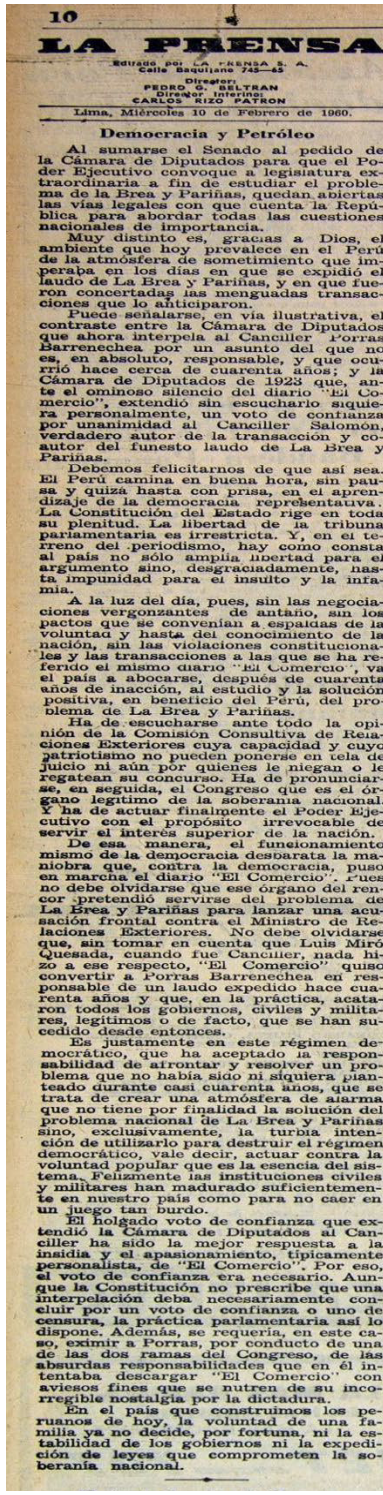 10
LA PRENSA
Editado por LA PRENSA S. A.
Calle Baquíjano 745—65
Director:
PEDRO G. BELTRAN
Director Interino:
CARLOS RIZO PATRON
Lima, Miércoles 10 de Febrero de 1960.
Democracia y Petróleo
Al sumarse el Senado al pedido de
la Cámara de Diputados para que el Po-
der Ejecutivo convoque a legislatura ex-
traordinaria a fin de estudiar el proble-
ma de la Brea y Pariñas, quedan abiertas
las vías legales con que cuenta la Repú-
blica para abordar todas las cuestiones
nacionales de importancia.
Muy distinto es, gracias a Dios, el
ambiente que hoy prevalece en el Perú
de la atmósfera de sometimiento que im-
peraba en los días en que se expidió el
laudo de La Brea y Pariñas, y en que fue-
ron concertadas las menguadas transac-
ciones que lo anticiparon.
Puede señalarse, en vía ilustrativa, el
contraste entre la Cámara de Diputados
que ahora interpela al Canciller Porras
Barrenechea por un asunto del que no
es, en absoluto, responsable, y que ocu-
rrió hace cerca de cuarenta años; y la
Cámara de Diputados de 1923 que, an-
te el ominoso silencio del diario "El Co-
mercio", extendió sin escucharlo siquie-
ra personalmente, un voto de confianza
por unanimidad al Canciller Salomón,
verdadero autor de la transacción y co-
autor del funesto laudo de La Brea y
Pariñas.
Debemos felicitarnos de que así sea.
El Perú camina en buena hora, sin pau-
sa y quizá hasta con prisa, en el apren-
dizaje de la democracia representativa.
La Constitución del Estado rige en toda
su plenitud. La libertad de la tribuna
parlamentaria es irrestricta. Y, en el te-
rreno del periodismo, hay como consta
al país no sólo amplia libertad para el
argumento sino, desgraciadamente, has-
ta impunidad para el insulto y la infa-
mia.
A la luz del día, pues, sin las negocia-
ciones vergonzantes de antaño, sin los
pactos que se convenían a espaldas de la
voluntad y hasta del conocimiento de la
nación, sin las violaciones constituciona-
les y las transacciones a las que se ha re-
ferido el mismo diario "El Comercio", va
el país a abocarse, después de cuarenta
años de inacción, al estudio y la solución
positiva, en beneficio del Perú, del pro-
blema de La Brea y Pariñas.
Ha de escucharse ante todo la opi-
nión de la Comisión Consultiva de Rela-
ciones Exteriores cuya capacidad y cuyo
patriotismo no pueden ponerse en tela de
juicio ni aún por quienes le niegan o le
regatean su concurso. Ha de pronunciar-
se, en seguida, el Congreso que es el ór-
gano legítimo de la soberanía nacional.
Y ha de actuar finalmente el Poder Eje-
cutivo con el propósito irrevocable de
servir el interés superior de la nación.
De esa manera, el funcionamiento
mismo de la democracia desbarata la ma-
niobra que, contra la democracia, puso
en marcha el diario "El Comercio". Pues
no debe olvidarse que ese órgano del ren-
cor pretendió servirse del problema de
La Brea y Pariñas para lanzar una acu-
sación frontal contra el Ministro de Re-
laciones Exteriores. No debe olvidarse
que, sin tomar en cuenta que Luis Miró
Quesada, cuando fue Canciller, nada hi-
zo a ese respecto, "El Comercio" quiso
convertir a Porras Barrenechea en res-
ponsable de un laudo expedido hace cua-
renta años y que, en la práctica, acata-
ron todos los gobiernos, civiles y milita-
res, legítimos o de facto, que se han su-
cedido desde entonces.
Es justamente en este régimen de-
mocrático, que ha aceptado la respon-
sabilidad de afrontar y resolver un pro-
blema que no había sido ni siquiera plan-
teado durante casi cuarenta años, que se
trata de crear una atmósfera de alarma
que no tiene por finalidad la solución del
problema nacional de La Brea y Pariñas
sino, exclusivamente, la turbia inten-
ción de utilizarlo para destruir el régimen
democrático, vale decir, actuar contra la
voluntad popular que es la esencia del sis-
tema. Felizmente las instituciones civiles
y militares han madurado suficientemen-
te en nuestro país como para no caer en
un juego tan burdo.
El holgado voto de confianza que ex-
tendió la Cámara de Diputados al Can-
ciller ha sido la mejor respuesta a la
insidia y el apasionamiento, típicamente
personalista, de "El Comercio". Por eso,
el voto de confianza era necesario. Aun-
que la Constitución no prescribe que una
interpelación deba necesariamente con-
cluir por un voto de confianza o uno de
censura, la práctica parlamentaria así lo
dispone. Además, se requería, en este ca-
so, eximir a Porras, por conducto de una
de las dos ramas del Congreso, de las
absurdas responsabilidades que en él in-
tentaba descargar "El Comercio" con
aviesos fines que se nutren de su inco-
rregible nostalgia por la dictadura.
En el país que construimos los pe-
ruanos de hoy, la voluntad de una fa-
milia ya no decide, por fortuna, ni la es-
tabilidad de los gobiernos ni la expedi-
ción de leyes que comprometen la so-
beranía nacional.